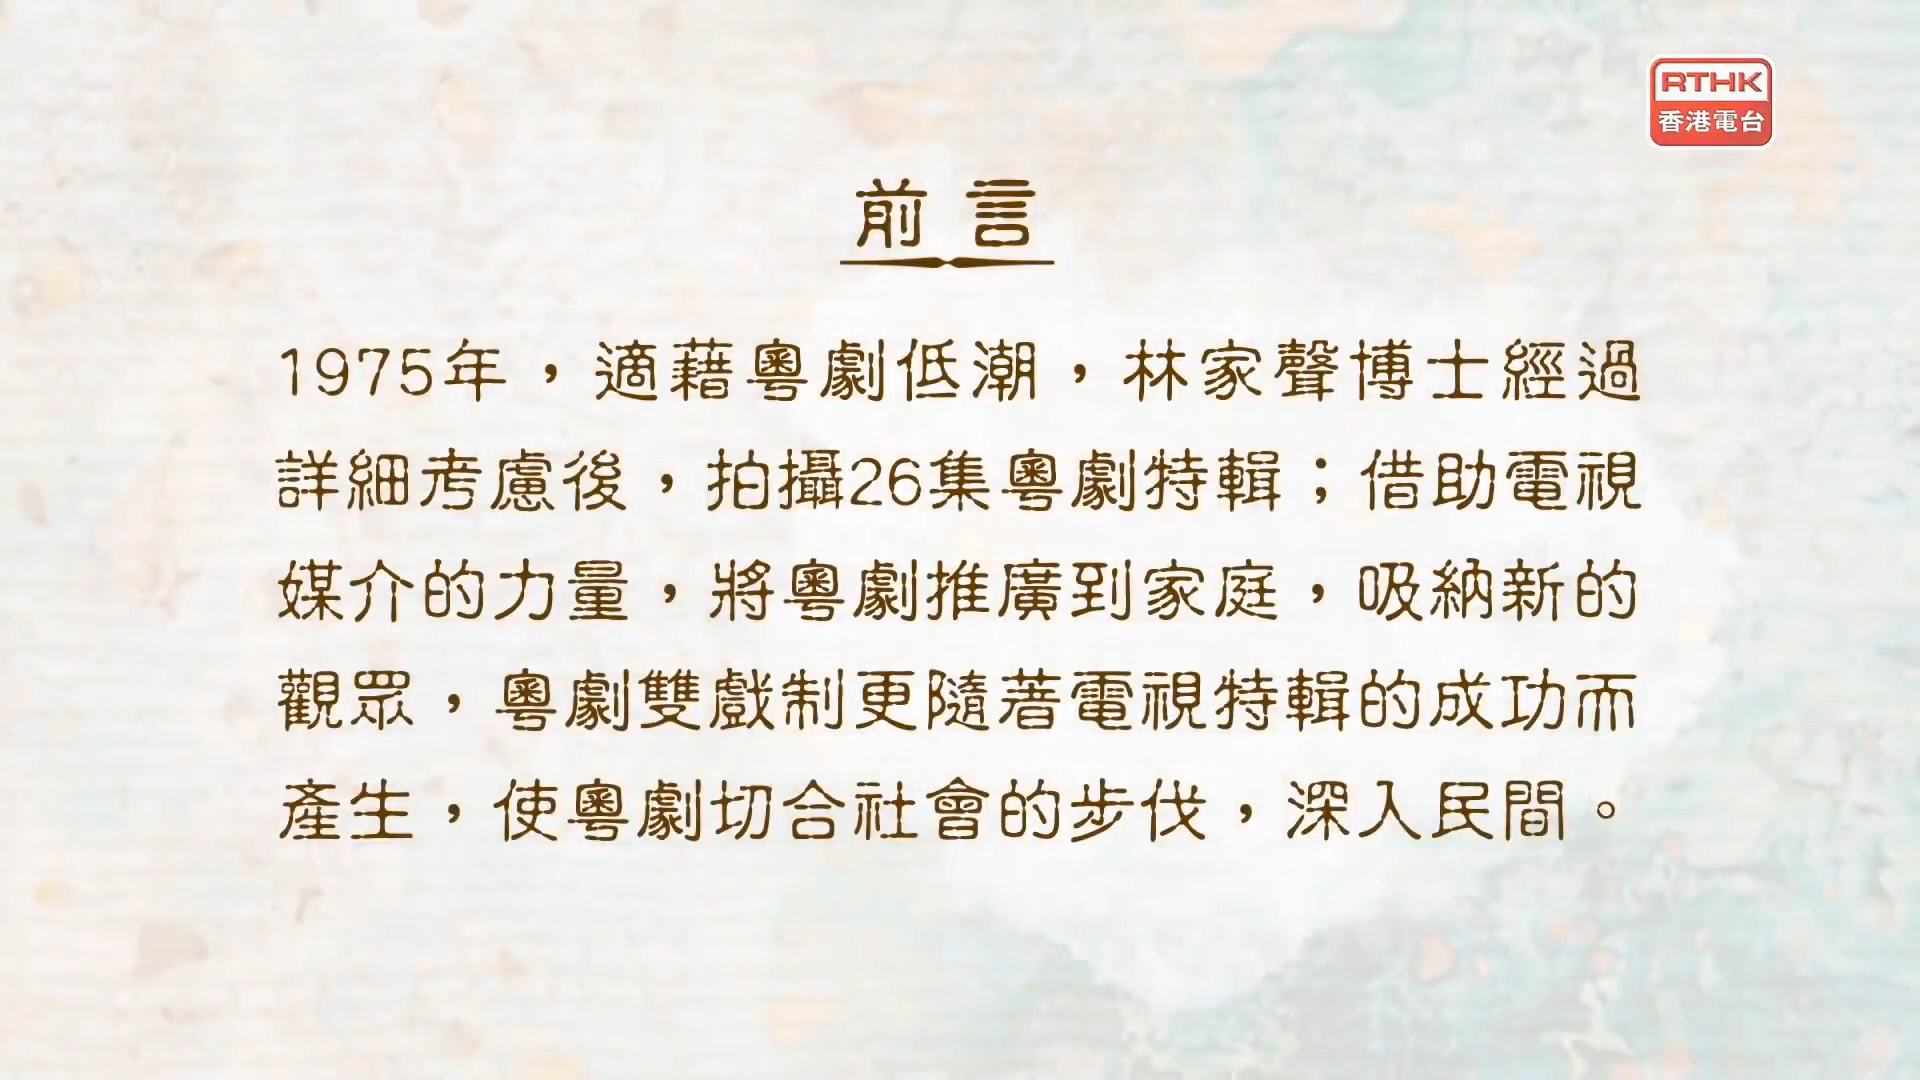 RTHK
香港電台
前言
1975年，適藉粵劇低潮，林家聲博士經過
詳細考慮後，拍攝26集粵劇特輯；借助電視
媒介的力量，將粵劇推廣到家庭，吸納新的
觀眾，粵劇雙戲制更隨著電視特輯的成功而
產生，使粵劇切合社會的步伐，深入民間。